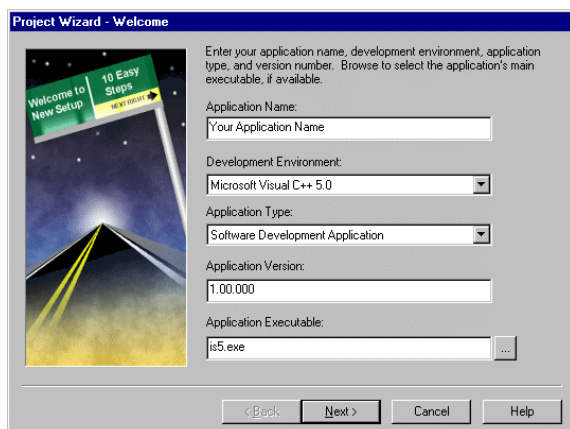 Project Wizard - Welcome
Welcome to
New Setup
10 Easy
Steps
NEXT RIGHT
Enter your application name, development environment, application
type, and version number. Browse to select the application's main
executable, if available.
Application Name:
Your Application Name
Development Environment:
Microsoft Visual C++ 5.0
Application Type:
Software Development Application
Application Version:
1.00.000
Application Executable:
is5.exe
...
< Back
Next >
Cancel
Help